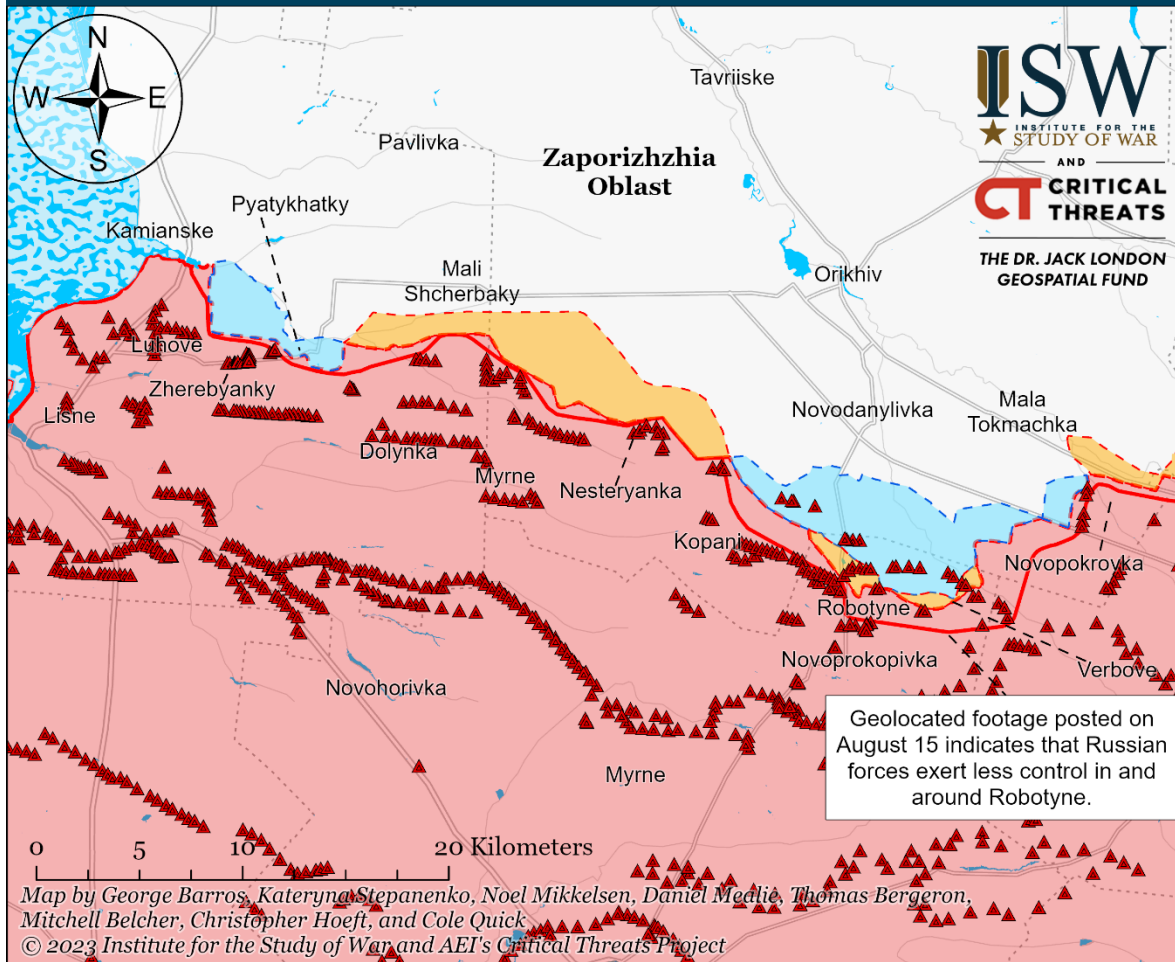 N
W
E
S
ISW
INSTITUTE FOR THE
STUDY OF WAR
AND
CT CRITICAL
THREATS
THE DR. JACK LONDON
GEOSPATIAL FUND
Tavriiske
Pavlivka
Zaporizhzhia
Oblast
Pyatykhatky
Kamianske
Mali
Shcherbaky
Orikhiv
Luhove
Zherebyanky
Lisne
Novodanylivka
Mala
Tokmachka
Dolynka
Myrne
Nesteryanka
Kopani
Novopokrovka
Robotyne
Novoprokopivka
Verbove
Novohorivka
Geolocated footage posted on
August 15 indicates that Russian
forces exert less control in and
around Robotyne.
Myrne
0 5 10 20 Kilometers
Map by George Barros, Kateryna Stepanenko, Noel Mikkelsen, Daniel Mealie, Thomas Bergeron,
Mitchell Belcher, Christopher Hoeft, and Cole Quick
© 2023 Institute for the Study of War and AEI's Critical Threats Project